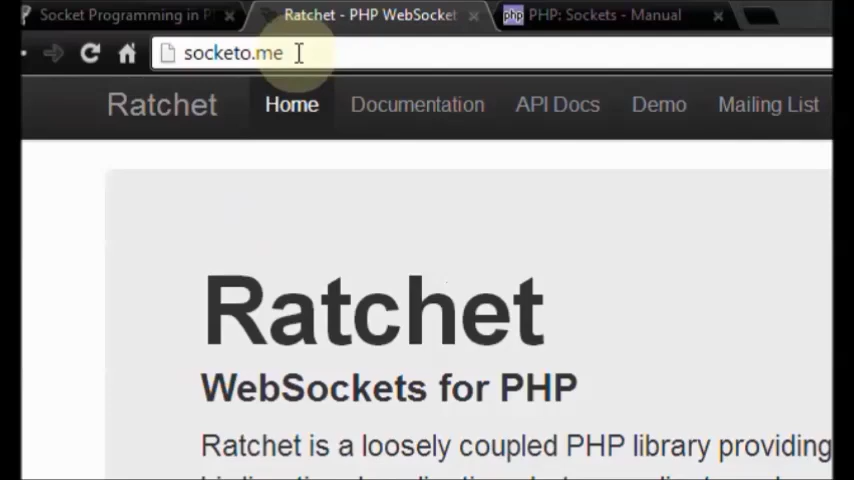 Socket Programming in P
Ratchet - PHP WebSocket
php PHP: Sockets - Manual
socketo.me
Ratchet Home Documentation API Docs Demo Mailing List
Ratchet
WebSockets for PHP
Ratchet is a loosely coupled PHP library providing